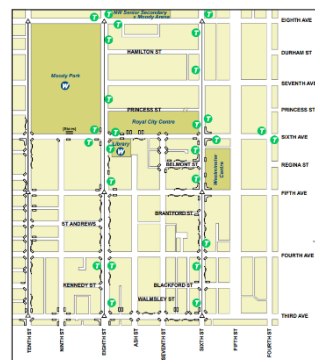 NW Senior Secondary
& Moody Arena
EIGHTH AVE
HAMILTON ST
DURHAM ST
Moody Park
W
SEVENTH AVE
PRINCESS ST
PRINCESS ST
Royal City Centre
SIXTH AVE
Library
W
BELMONT ST
REGINA ST
FIFTH AVE
BRANTFORD ST
ST ANDREWS
FOURTH AVE
KENNEDY ST
BLACKFORD ST
WALMSLEY ST
THIRD AVE
TENTH ST
NINTH ST
EIGHTH ST
ASH ST
SEVENTH ST
SIXTH ST
FIFTH ST
FOURTH ST